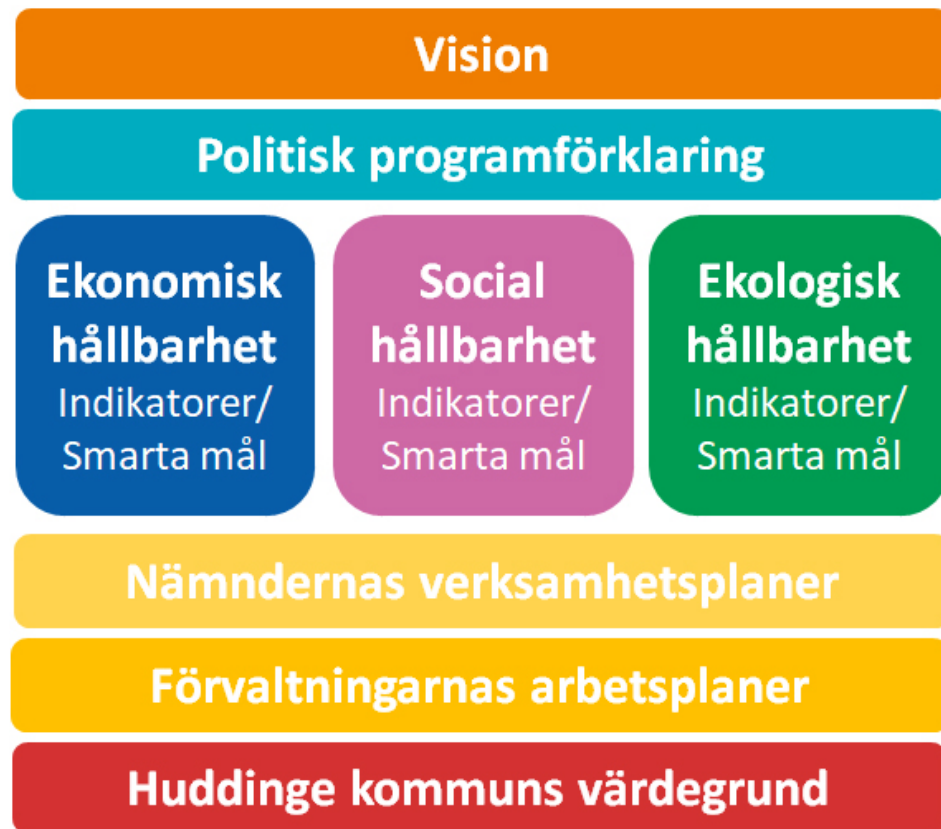 Vision
Politisk programförklaring
Ekonomisk
hållbarhet
Indikatorer/
Smarta mål
Social
hållbarhet
Indikatorer/
Smarta mål
Ekologisk
hållbarhet
Indikatorer/
Smarta mål
Nämndernas verksamhetsplaner
Förvaltningarnas arbetsplaner
Huddinge kommuns värdegrund